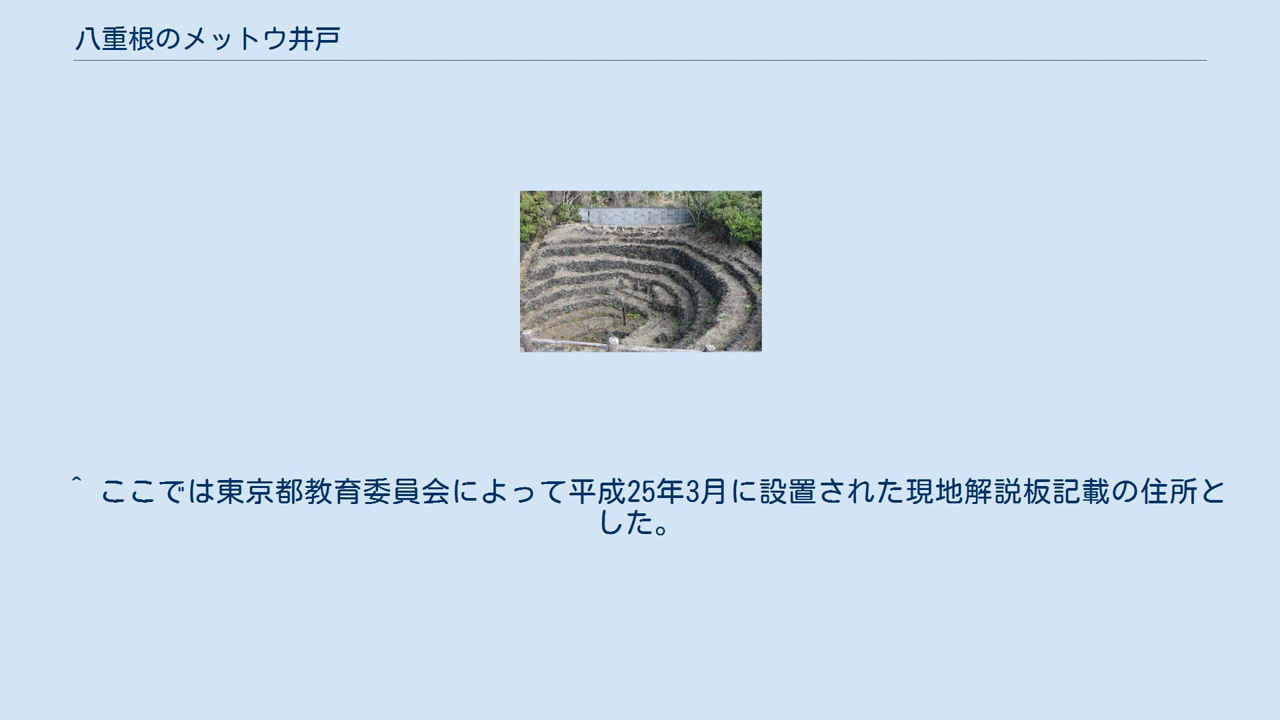 八重根のメットウ井戸
^ ここでは東京都教育委員会によって平成25年3月に設置された現地解説板記載の住所と
した。